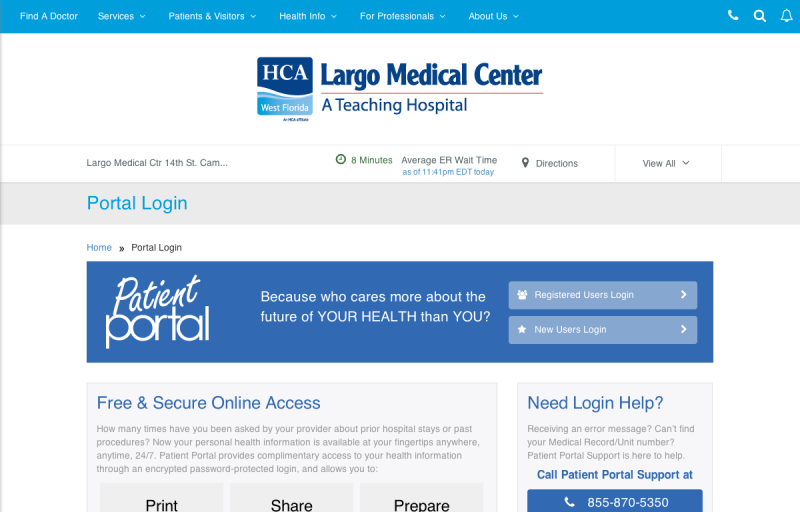 Find A Doctor Services Patients & Visitors Health Info For Professionals About Us
HCA
West Florida
An HCA affiliate
Largo Medical Center
A Teaching Hospital
Largo Medical Ctr 14th St. Cam...
8 Minutes Average ER Wait Time
as of 11:41pm EDT today
Directions
View All
Portal Login
Home » Portal Login
Patient
portal
Because who cares more about the
future of YOUR HEALTH than YOU?
Registered Users Login
New Users Login
Free & Secure Online Access
How many times have you been asked by your provider about prior hospital stays or past
procedures? Now your personal health information is available at your fingertips anywhere,
anytime, 24/7. Patient Portal provides complimentary access to your health information
through an encrypted password-protected login, and allows you to:
Print
Share
Prepare
Need Login Help?
Receiving an error message? Can't find
your Medical Record/Unit number?
Patient Portal Support is here to help.
Call Patient Portal Support at
855-870-5350